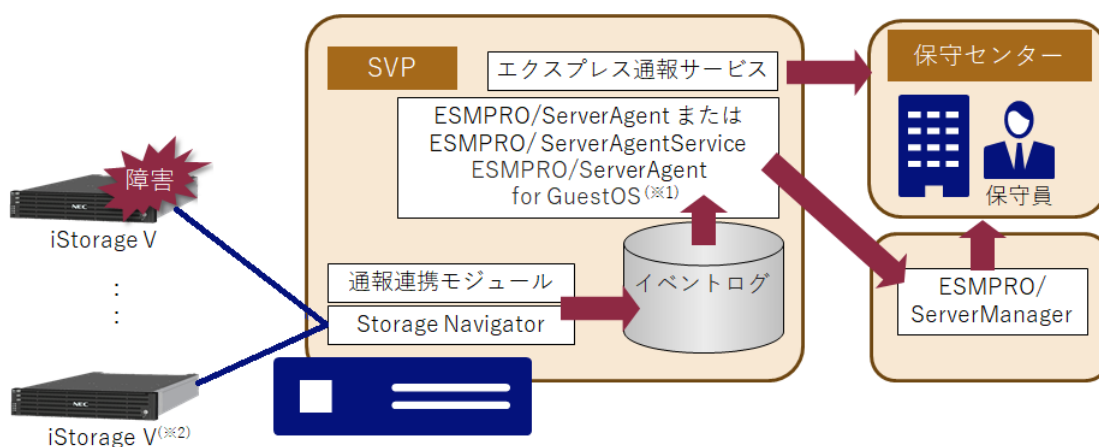 SVP
エクスプレス通報サービス
保守センター
ESMPRO/ServerAgent または
ESMPRO/ ServerAgentService
ESMPRO/ServerAgent
for GuestOS(※1)
障害
NEC
iStorage V
:
:
保守員
通報連携モジュール
Storage Navigator
イベントログ
ESMPRO/
ServerManager
NEC
iStorage V(※2)